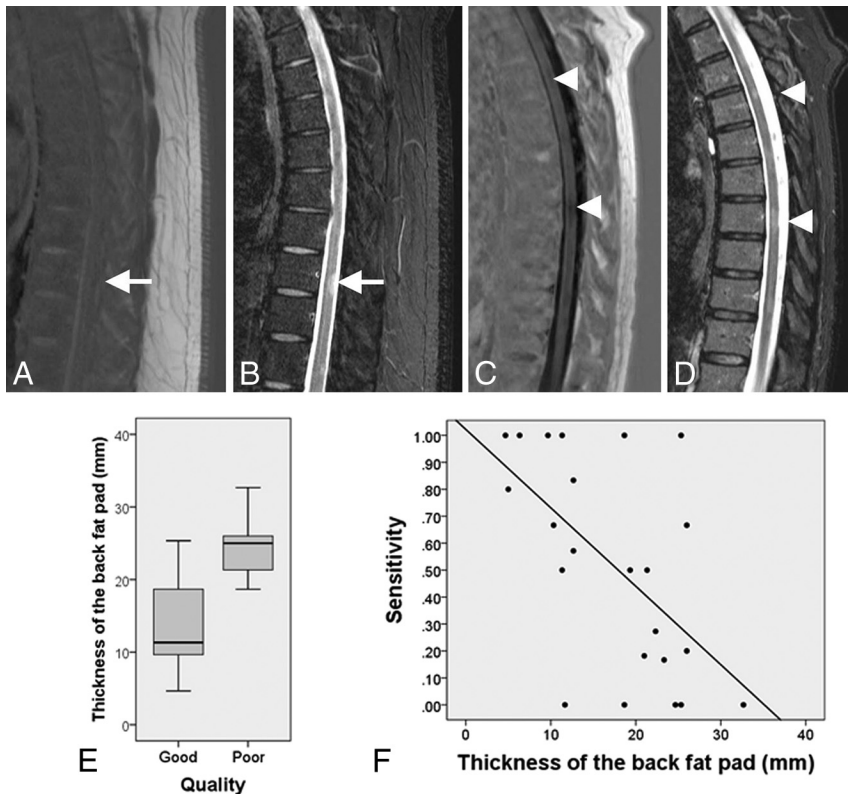 A
B
C
D
Thickness of the back fat pad (mm)
40
30
20
10
0
Good Poor
Quality
E
Sensitivity
1.00
.90
.80
.70
.60
.50
.40
.30
.20
.10
.00
0 10 20 30 40
Thickness of the back fat pad (mm)
F